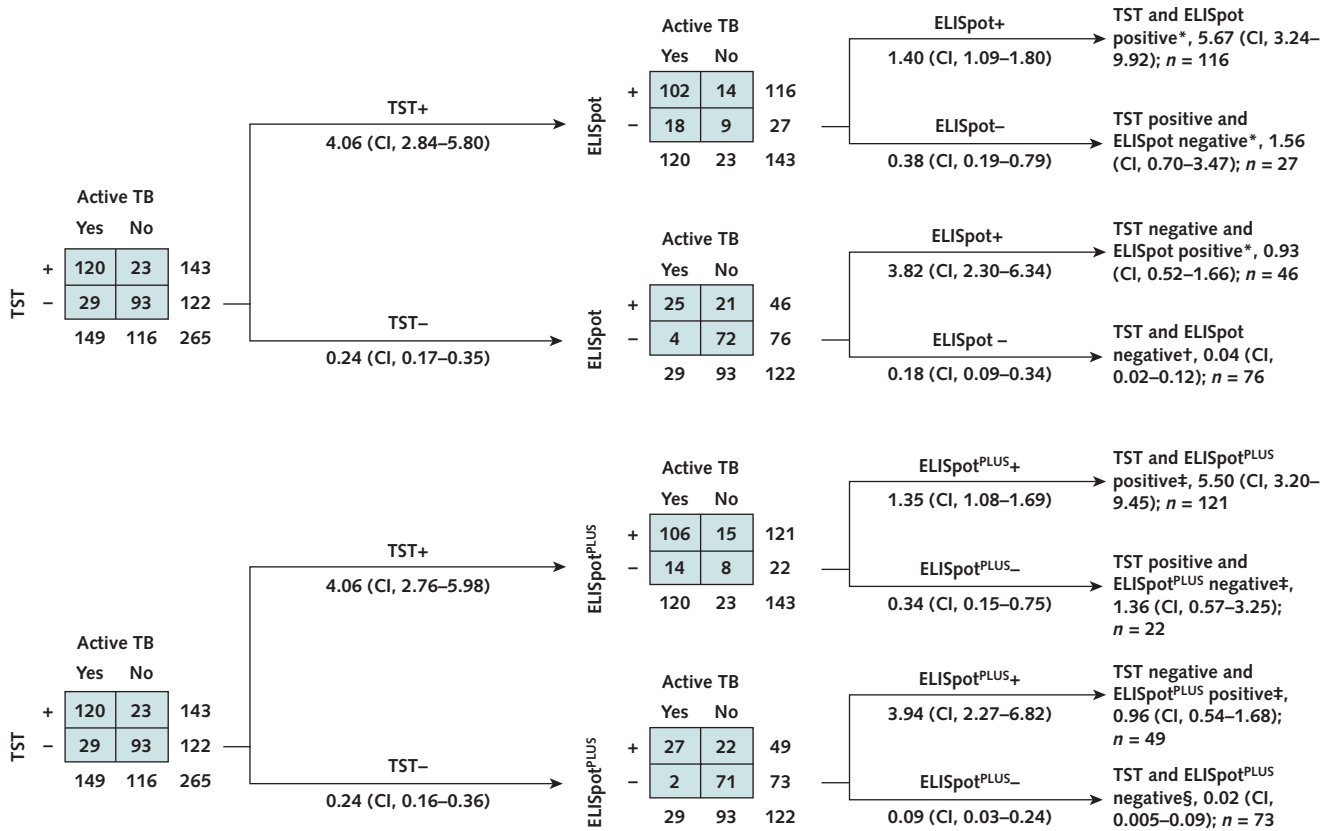 Active TB
Yes No
+ 120 23 143
TST
– 29 93 122
149 116 265
TST+
4.06 (CI, 2.84–5.80)
TST–
0.24 (CI, 0.17–0.35)
Active TB
Yes No
ELISpot
+ 102 14 116
– 18 9 27
120 23 143
ELISpot+
1.40 (CI, 1.09–1.80)
TST and ELISpot
positive*, 5.67 (CI, 3.24–
9.92); n = 116
ELISpot–
0.38 (CI, 0.19–0.79)
TST positive and
ELISpot negative*, 1.56
(CI, 0.70–3.47); n = 27
Active TB
Yes No
ELISpot
+ 25 21 46
– 4 72 76
29 93 122
ELISpot+
3.82 (CI, 2.30–6.34)
TST negative and
ELISpot positive*, 0.93
(CI, 0.52–1.66); n = 46
ELISpot –
0.18 (CI, 0.09–0.34)
TST and ELISpot
negative†, 0.04 (CI,
0.02–0.12); n = 76
Active TB
Yes No
+ 120 23 143
TST
– 29 93 122
149 116 265
TST+
4.06 (CI, 2.76–5.98)
TST–
0.24 (CI, 0.16–0.36)
Active TB
Yes No
ELISpotPLUS
+ 106 15 121
– 14 8 22
120 23 143
ELISpotPLUS+
1.35 (CI, 1.08–1.69)
TST and ELISpotPLUS
positive‡, 5.50 (CI, 3.20–
9.45); n = 121
ELISpotPLUS–
0.34 (CI, 0.15–0.75)
TST positive and
ELISpotPLUS negative‡,
1.36 (CI, 0.57–3.25);
n = 22
Active TB
Yes No
ELISpotPLUS
+ 27 22 49
– 2 71 73
29 93 122
ELISpotPLUS+
3.94 (CI, 2.27–6.82)
TST negative and
ELISpotPLUS positive‡,
0.96 (CI, 0.54–1.68);
n = 49
ELISpotPLUS–
0.09 (CI, 0.03–0.24)
TST and ELISpotPLUS
negative§, 0.02 (CI,
0.005–0.09); n = 73